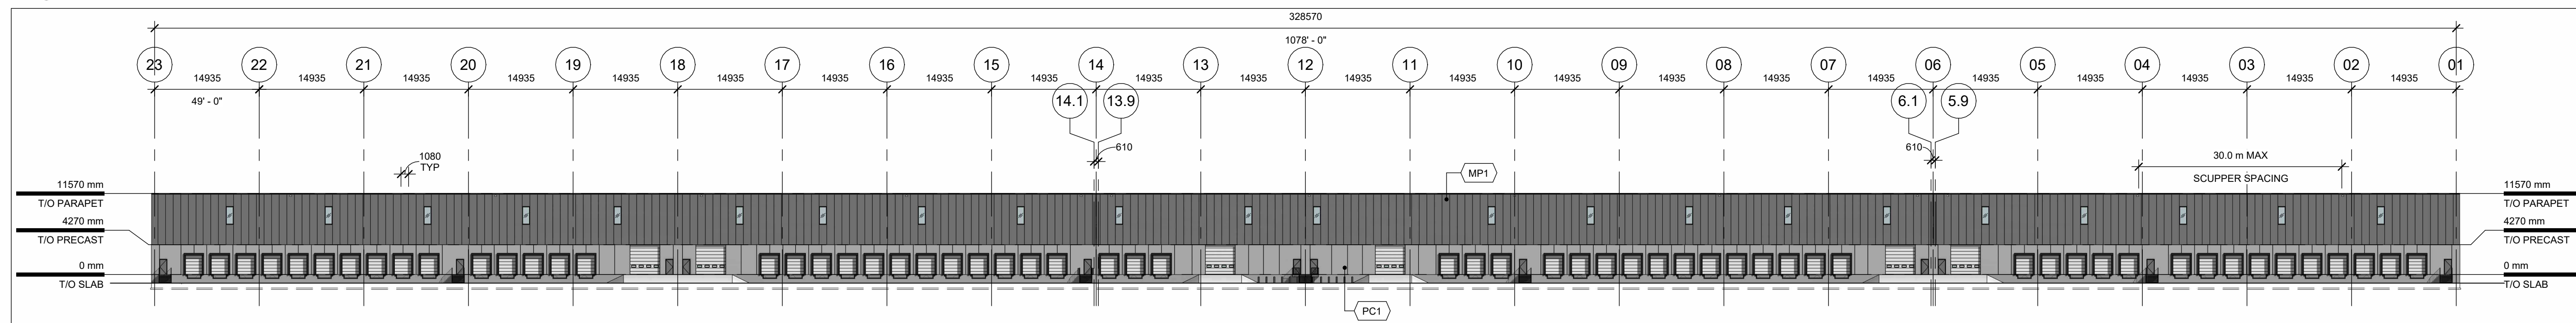 328570
1078' - 0"
23 22 21 20 19 18 17 16 15 14 13 12 11 10 09 08 07 06 05 04 03 02 01
14935 14935 14935 14935 14935 14935 14935 14935 14935 14935 14935 14935 14935 14935 14935 14935 14935 14935 14935 14935 14935 14935
49' - 0"
14.1 13.9 6.1 5.9
610 610
1080
TYP
30.0 m MAX
SCUPPER SPACING
MP1
11570 mm
T/O PARAPET
4270 mm
T/O PRECAST
0 mm
T/O SLAB
11570 mm
T/O PARAPET
4270 mm
T/O PRECAST
0 mm
T/O SLAB
PC1